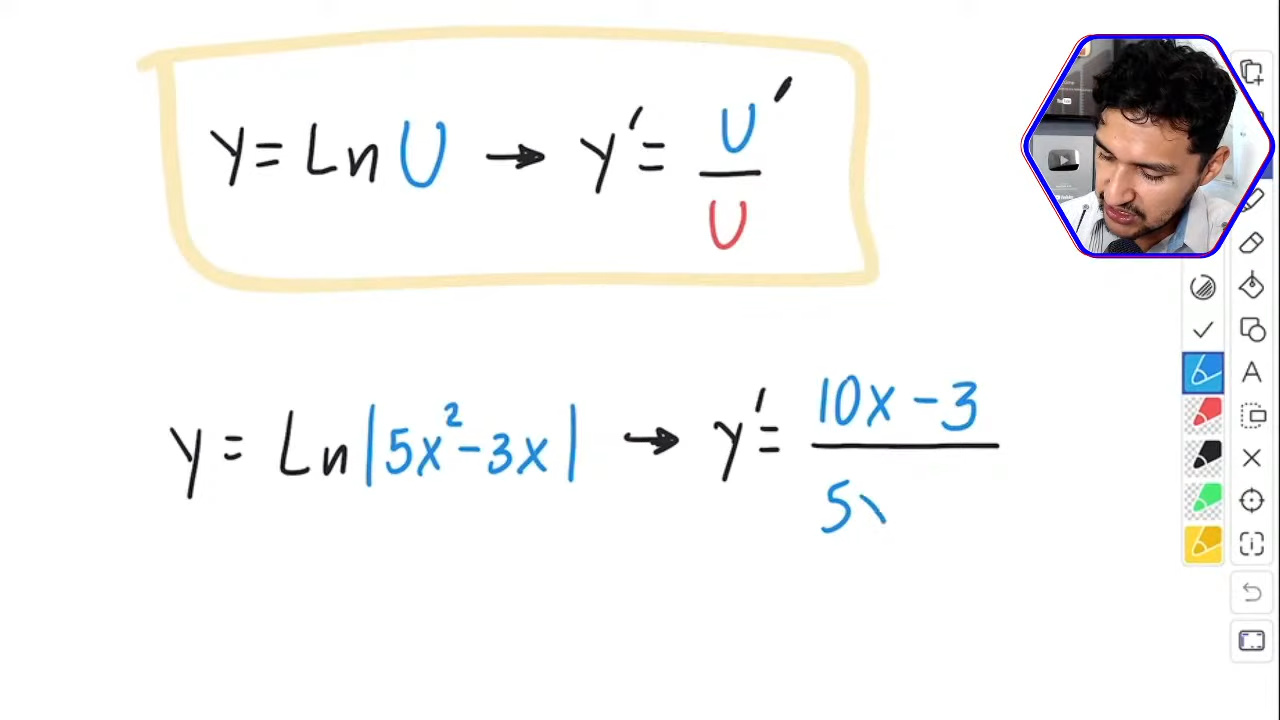 y = Ln U → y' = U' / U
y = Ln |5x² - 3x| → y' = 10x - 3 / 5